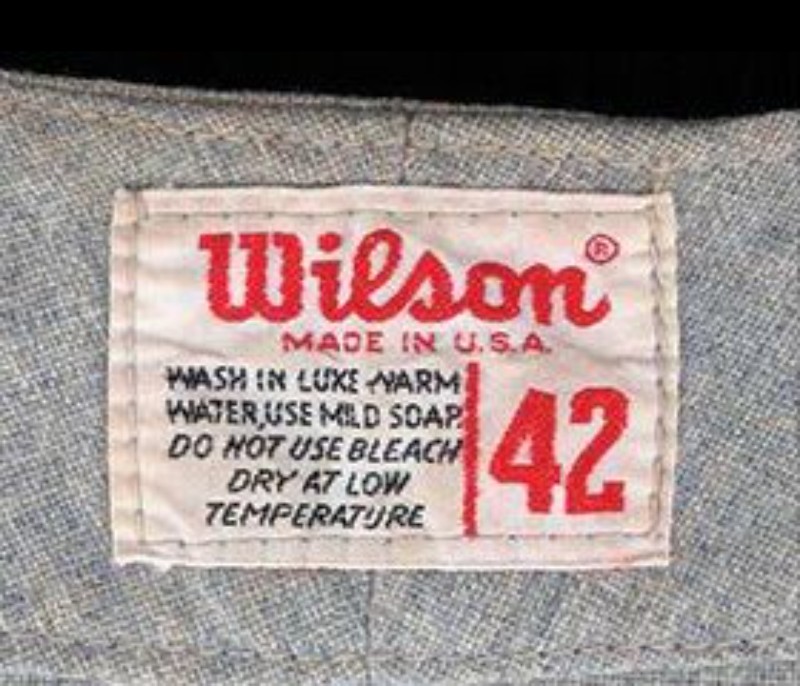 Wilson®
MADE IN U.S.A.
WASH IN LUKE WARM
WATER,USE MILD SOAP.
DO NOT USE BLEACH
DRY AT LOW
TEMPERATURE
42